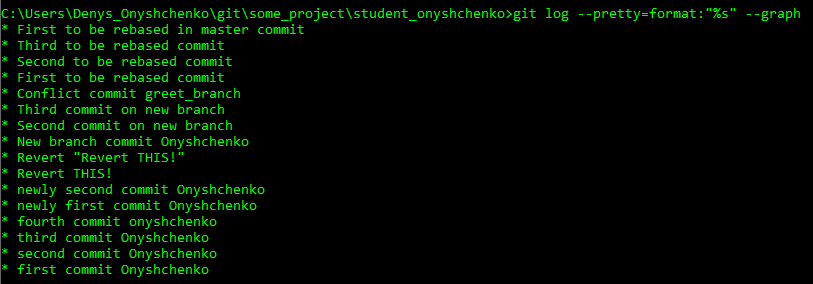 C:\Users\Denys_Onyshchenko\git\some_project\student_onyshchenko>git log --pretty=format:"%s" --graph
* First to be rebased in master commit
* Third to be rebased commit
* Second to be rebased commit
* First to be rebased commit
* Conflict commit greet_branch
* Third commit on new branch
* Second commit on new branch
* New branch commit Onyshchenko
* Revert "Revert THIS!"
* Revert THIS!
* newly second commit Onyshchenko
* newly first commit Onyshchenko
* fourth commit onyshchenko
* third commit Onyshchenko
* second commit Onyshchenko
* first commit Onyshchenko